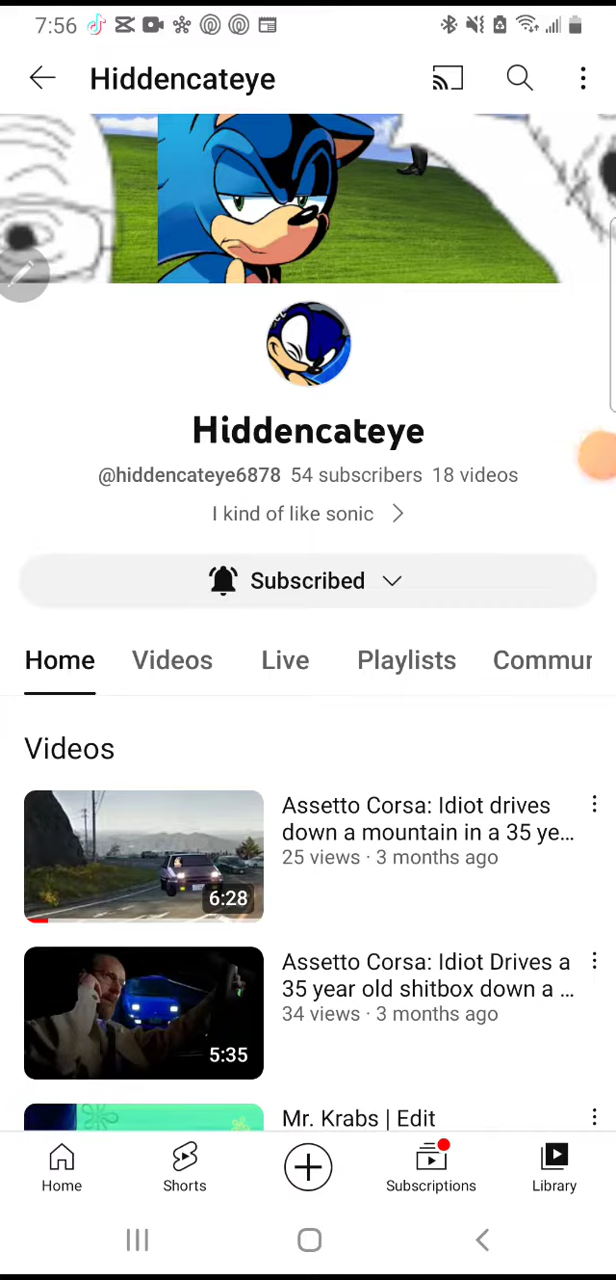 7:56
Hiddencateye
Hiddencateye
@hiddencateye6878 54 subscribers 18 videos
I kind of like sonic
Subscribed
Home Videos Live Playlists Commun
Videos
Assetto Corsa: Idiot drives
down a mountain in a 35 ye...
25 views · 3 months ago
6:28
Assetto Corsa: Idiot Drives a
35 year old shitbox down a ...
34 views · 3 months ago
5:35
Mr. Krabs | Edit
Home Shorts Subscriptions Library